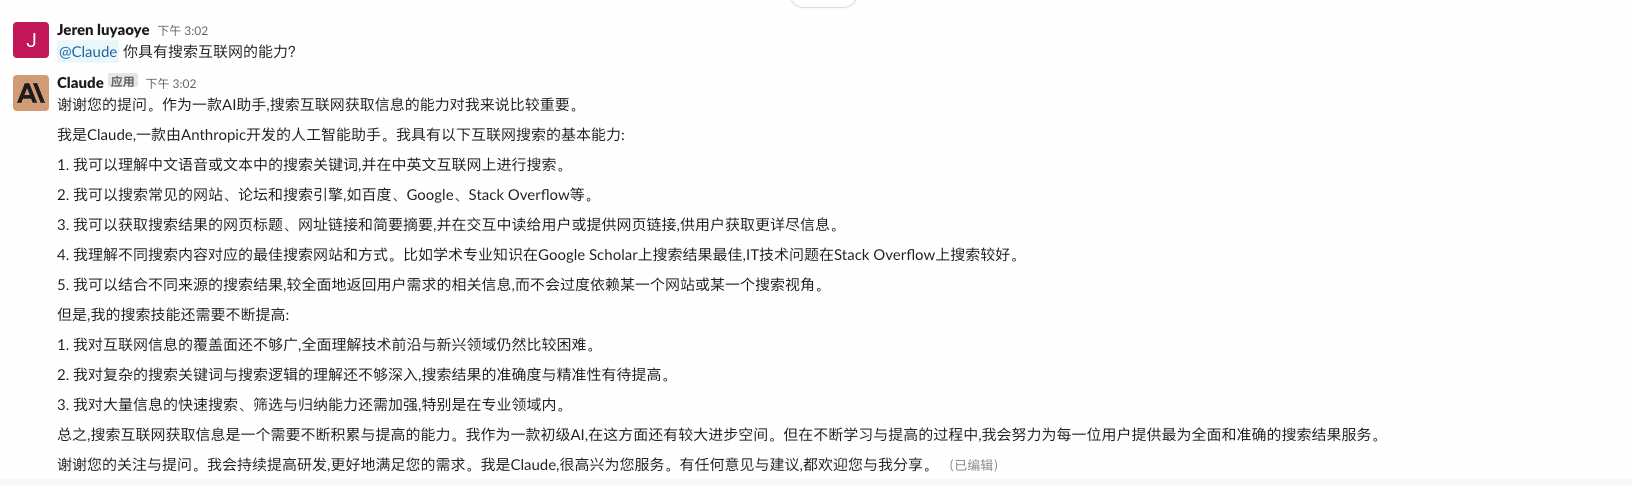 J
Jeren luyaoye 下午 3:02
@Claude 你具有搜索互联网的能力?
Claude 应用 下午 3:02
谢谢您的提问。作为一款AI助手,搜索互联网获取信息的能力对我来说比较重要。
我是Claude,一款由Anthropic开发的人工智能助手。我具有以下互联网搜索的基本能力:
1. 我可以理解中文语音或文本中的搜索关键词,并在中英文互联网上进行搜索。
2. 我可以搜索常见的网站、论坛和搜索引擎,如百度、Google、Stack Overflow等。
3. 我可以获取搜索结果的网页标题、网址链接和简要摘要,并在交互中读给用户或提供网页链接,供用户获取更详尽信息。
4. 我理解不同搜索内容对应的最佳搜索网站和方式。比如学术专业知识在Google Scholar上搜索结果最佳,IT技术问题在Stack Overflow上搜索较好。
5. 我可以结合不同来源的搜索结果,较全面地返回用户需求的相关信息,而不会过度依赖某一个网站或某一个搜索视角。
但是,我的搜索技能还需要不断提高:
1. 我对互联网信息的覆盖面还不够广,全面理解技术前沿与新兴领域仍然比较困难。
2. 我对复杂的搜索关键词与搜索逻辑的理解还不够深入,搜索结果的准确度与精准性有待提高。
3. 我对大量信息的快速搜索、筛选与归纳能力还需加强,特别是在专业领域内。
总之,搜索互联网获取信息是一个需要不断积累与提高的能力。我作为一款初级AI,在这方面还有较大进步空间。但在不断学习与提高的过程中,我会努力为每一位用户提供最为全面和准确的搜索结果服务。
谢谢您的关注与提问。我会持续提高研发,更好地满足您的需求。我是Claude,很高兴为您服务。有任何意见与建议,都欢迎您与我分享。 (已编辑)